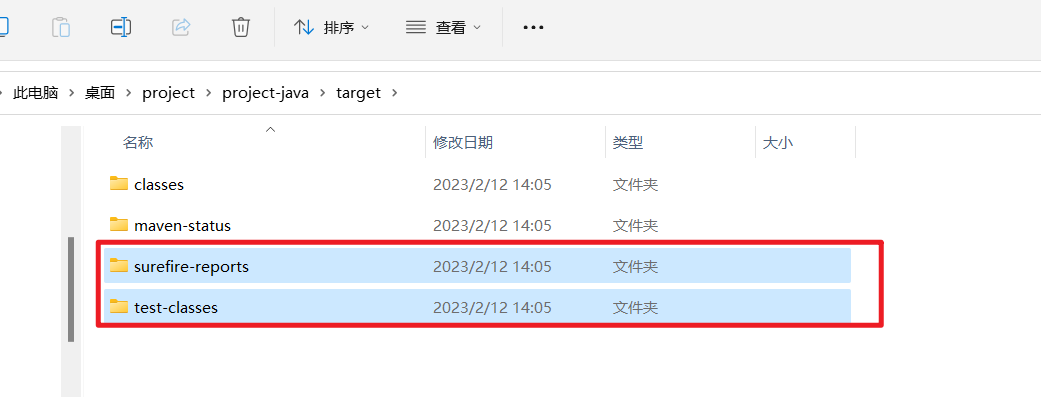 排序 查看
此电脑 > 桌面 > project > project-java > target >
名称 修改日期 类型 大小
classes 2023/2/12 14:05 文件夹
maven-status 2023/2/12 14:05 文件夹
surefire-reports 2023/2/12 14:05 文件夹
test-classes 2023/2/12 14:05 文件夹